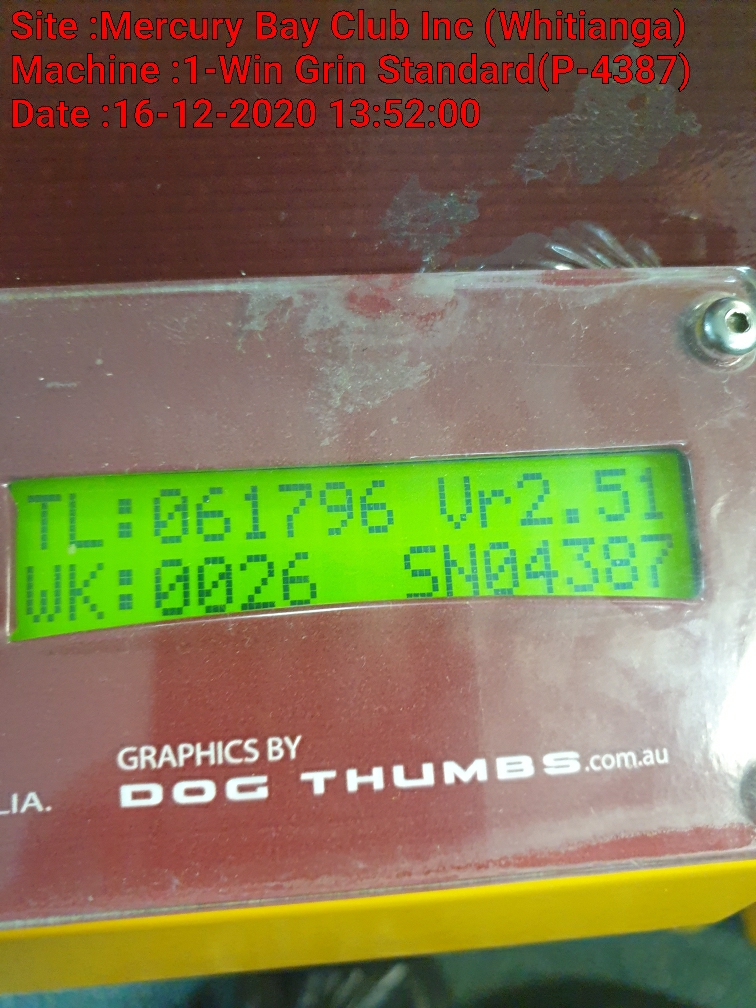 Site :Mercury Bay Club Inc (Whitianga)
Machine :1-Win Grin Standard(P-4387)
Date :16-12-2020 13:52:00
TL:061796 Vr2.51
WK:0026 SN04387
GRAPHICS BY
DOG THUMBS.com.au
LIA.